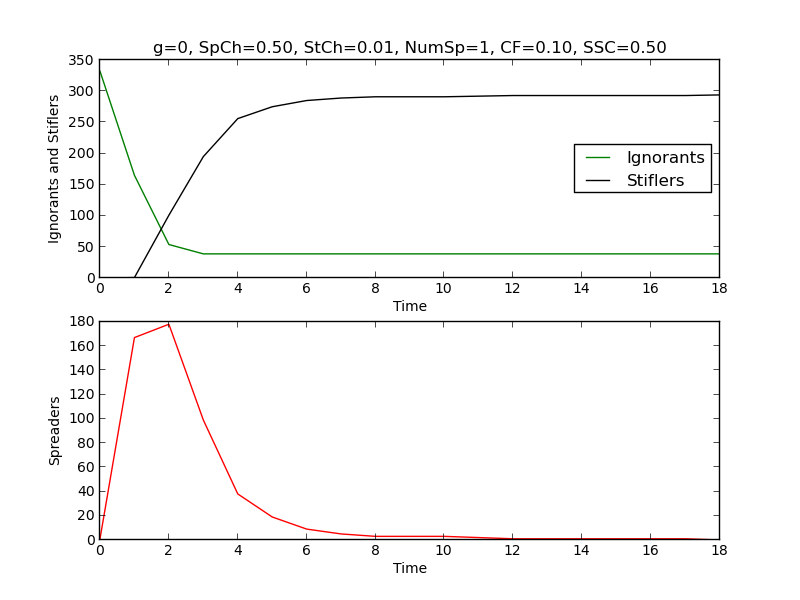 g=0, SpCh=0.50, StCh=0.01, NumSp=1, CF=0.10, SSC=0.50
350
300
250
200
150
100
50
0
Ignorants and Stiflers
Ignorants
Stiflers
0 2 4 6 8 10 12 14 16 18
Time
180
160
140
120
100
80
60
40
20
0
Spreaders
0 2 4 6 8 10 12 14 16 18
Time